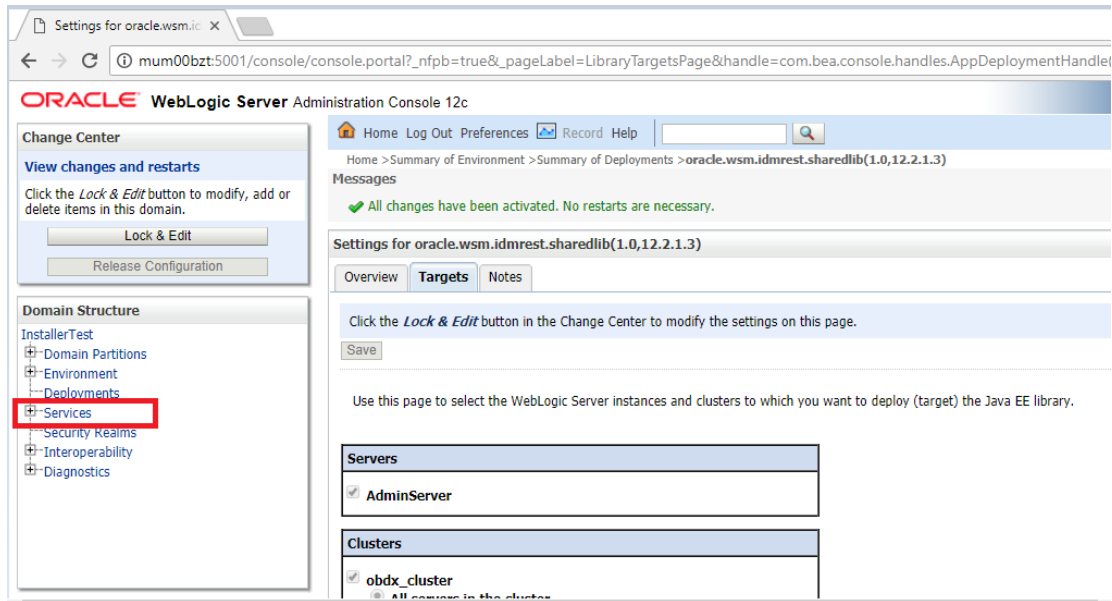 Settings for oracle.wsm.id
mum00bzt:5001/console/console.portal?_nfpb=true&_pageLabel=LibraryTargetsPage&handle=com.bea.console.handles.AppDeploymentHandle(
ORACLE WebLogic Server Administration Console 12c
Change Center
View changes and restarts
Click the Lock & Edit button to modify, add or
delete items in this domain.
Lock & Edit
Release Configuration
Domain Structure
InstallerTest
Domain Partitions
Environment
Deployments
Services
Security Realms
Interoperability
Diagnostics
Home Log Out Preferences Record Help
Home >Summary of Environment >Summary of Deployments >oracle.wsm.idmrest.sharedlib(1.0,12.2.1.3)
Messages
All changes have been activated. No restarts are necessary.
Settings for oracle.wsm.idmrest.sharedlib(1.0,12.2.1.3)
Overview Targets Notes
Click the Lock & Edit button in the Change Center to modify the settings on this page.
Save
Use this page to select the WebLogic Server instances and clusters to which you want to deploy (target) the Java EE library.
Servers
AdminServer
Clusters
obdx_cluster
All servers in the cluster